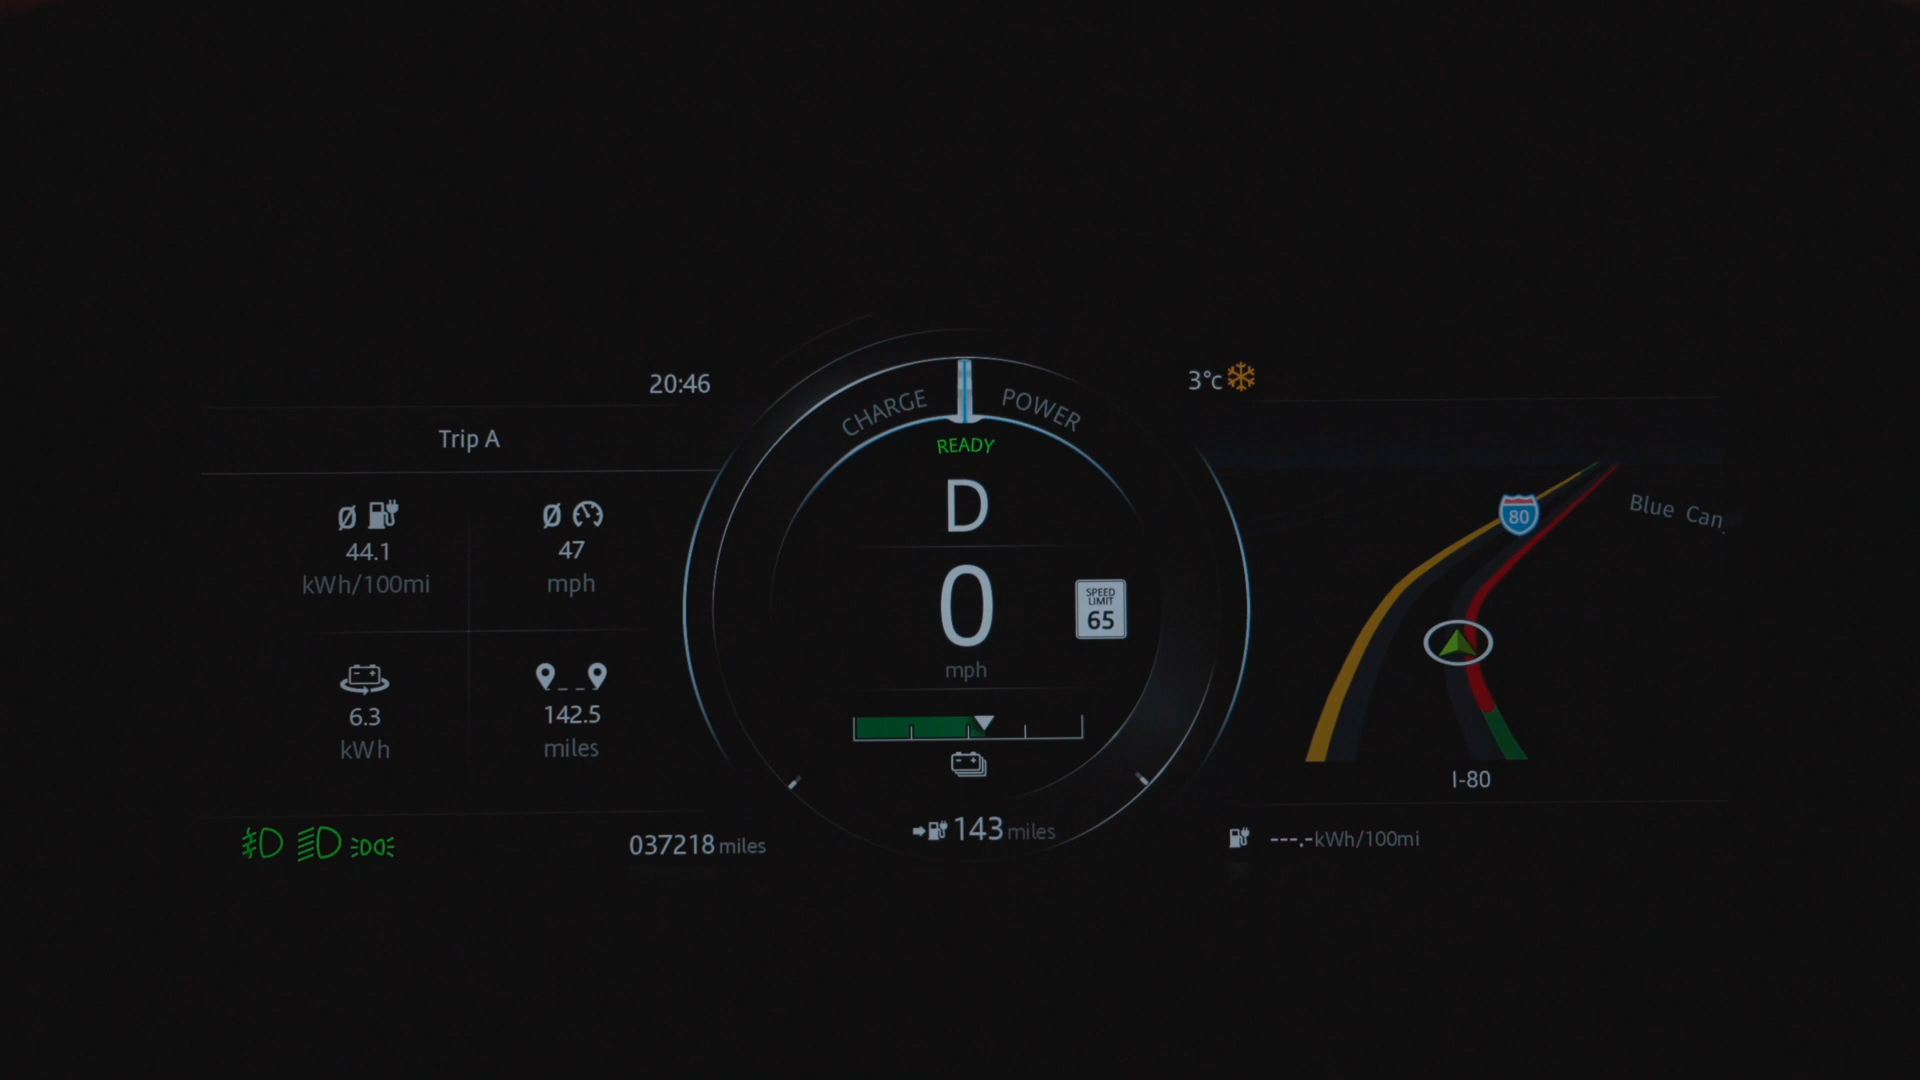 20:46
3°c
Trip A
CHARGE
POWER
READY
D
Ø
44.1
kWh/100mi
Ø
47
mph
80
Blue Can
0
mph
SPEED
LIMIT
65
6.3
kWh
142.5
miles
I-80
037218 miles
143 miles
---.-kWh/100mi